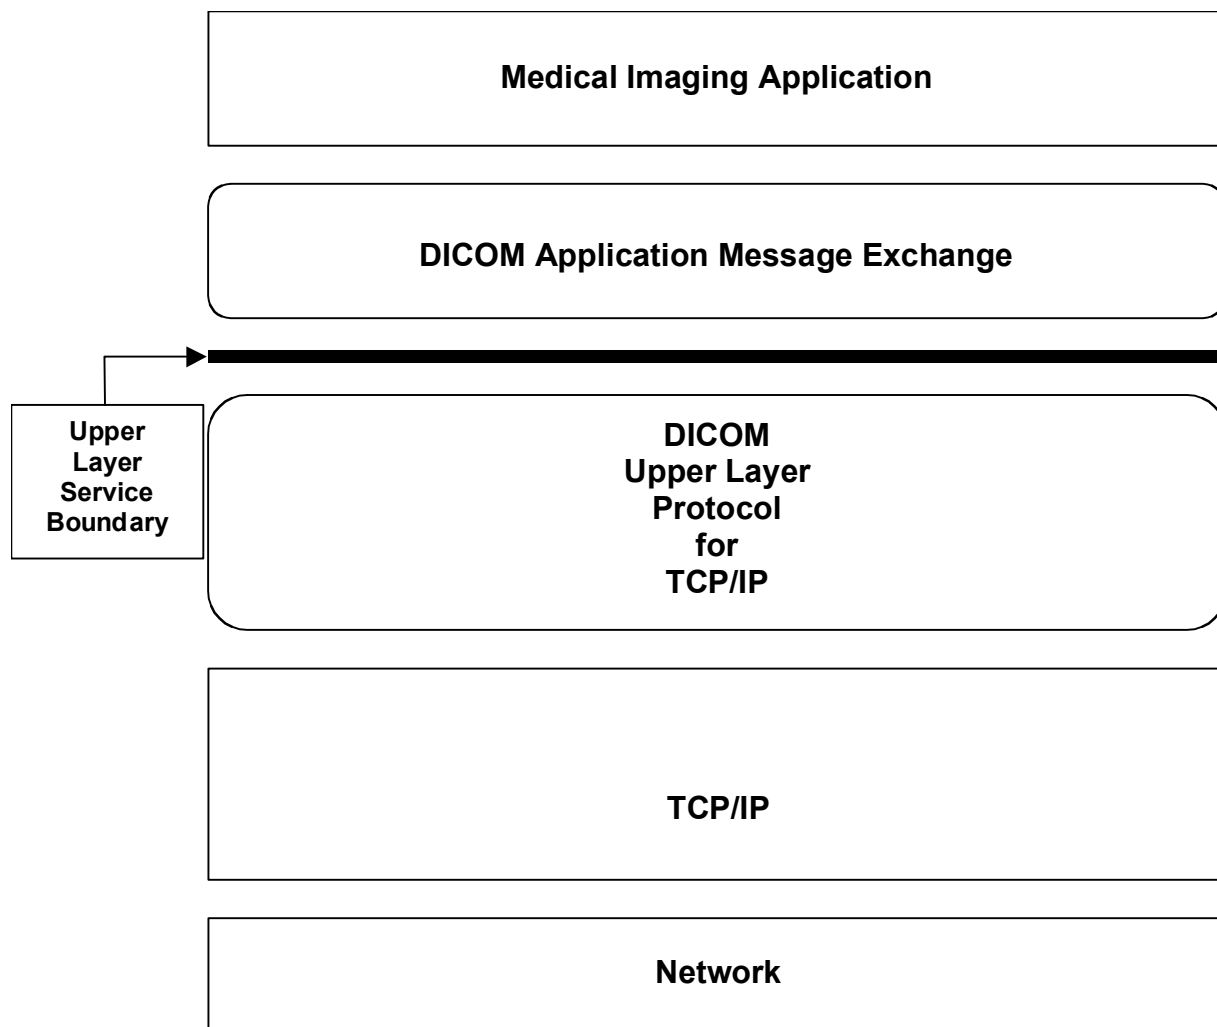 Medical Imaging Application
DICOM Application Message Exchange
Upper
Layer
Service
Boundary
DICOM
Upper Layer
Protocol
for
TCP/IP
TCP/IP
Network